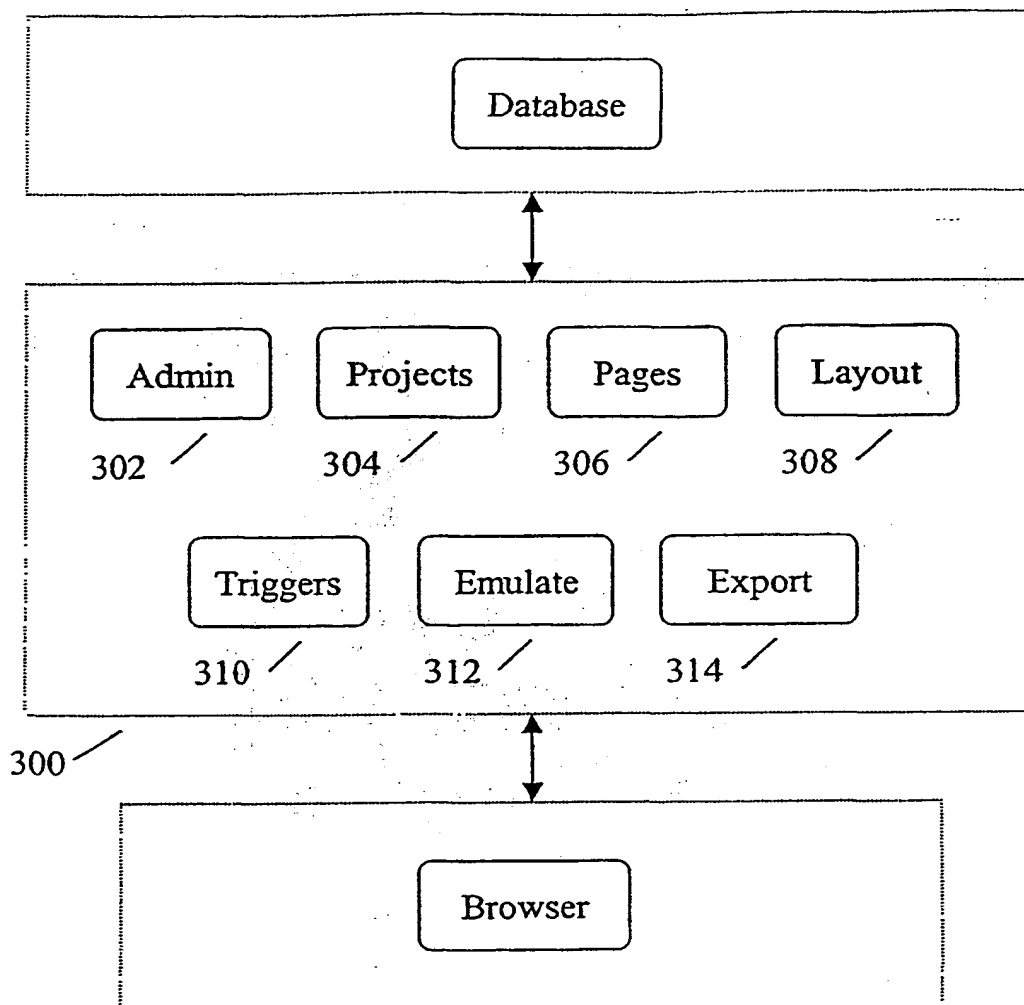 Database
Admin Projects Pages Layout
302 304 306 308
Triggers Emulate Export
310 312 314
300
Browser